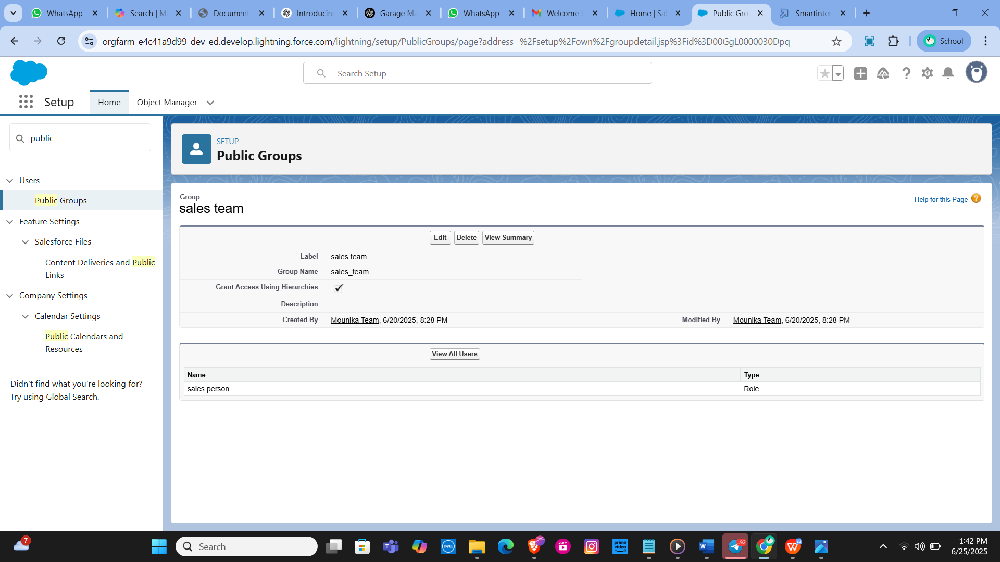 WhatsApp
Search | M
Document
Introducin
Garage Ma
WhatsApp
Welcome t
Home | Sal
Public Gro
Smartinter
orgfarm-e4c41a9d99-dev-ed.develop.lightning.force.com/lightning/setup/PublicGroups/page?address=%2Fsetup%2Fown%2Fgroupdetail.jsp%3Fid%3D00GgL0000030Dpq
School
Search Setup
Setup
Home
Object Manager
public
Users
Public Groups
Feature Settings
Salesforce Files
Content Deliveries and Public
Links
Company Settings
Calendar Settings
Public Calendars and
Resources
Didn't find what you're looking for?
Try using Global Search.
SETUP
Public Groups
Group
sales team
Help for this Page
Edit Delete View Summary
Label sales team
Group Name sales_team
Grant Access Using Hierarchies
Description
Created By Mounika Team, 6/20/2025, 8:28 PM Modified By Mounika Team, 6/20/2025, 8:28 PM
View All Users
Name Type
sales person Role
7
Search
DELL
prime
video
92
1:42 PM
6/25/2025